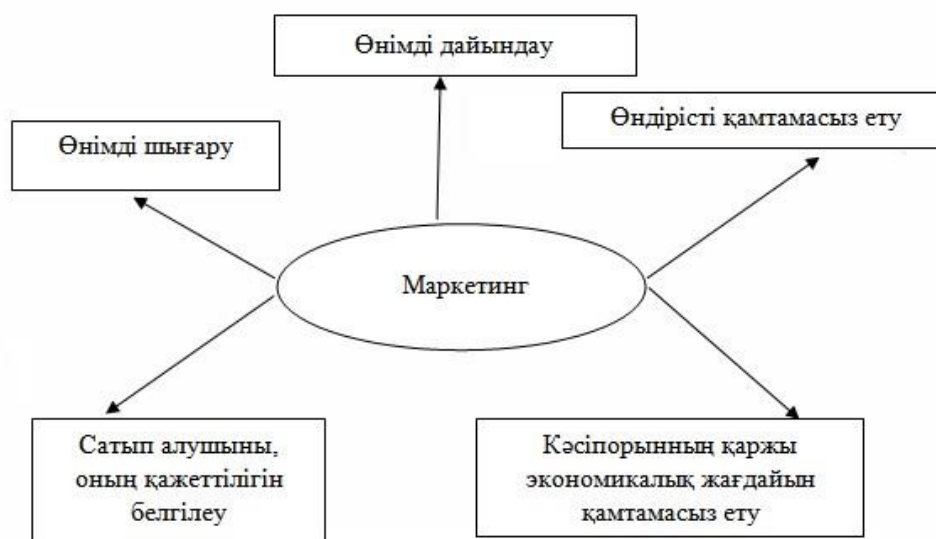 Өнімді дайындау
Өндірісті қамтамасыз ету
Өнімді шығару
Маркетинг
Сатып алушыны,
оның қажеттілігін
белгілеу
Кәсіпорынның қаржы
экономикалық жағдайын
қамтамасыз ету